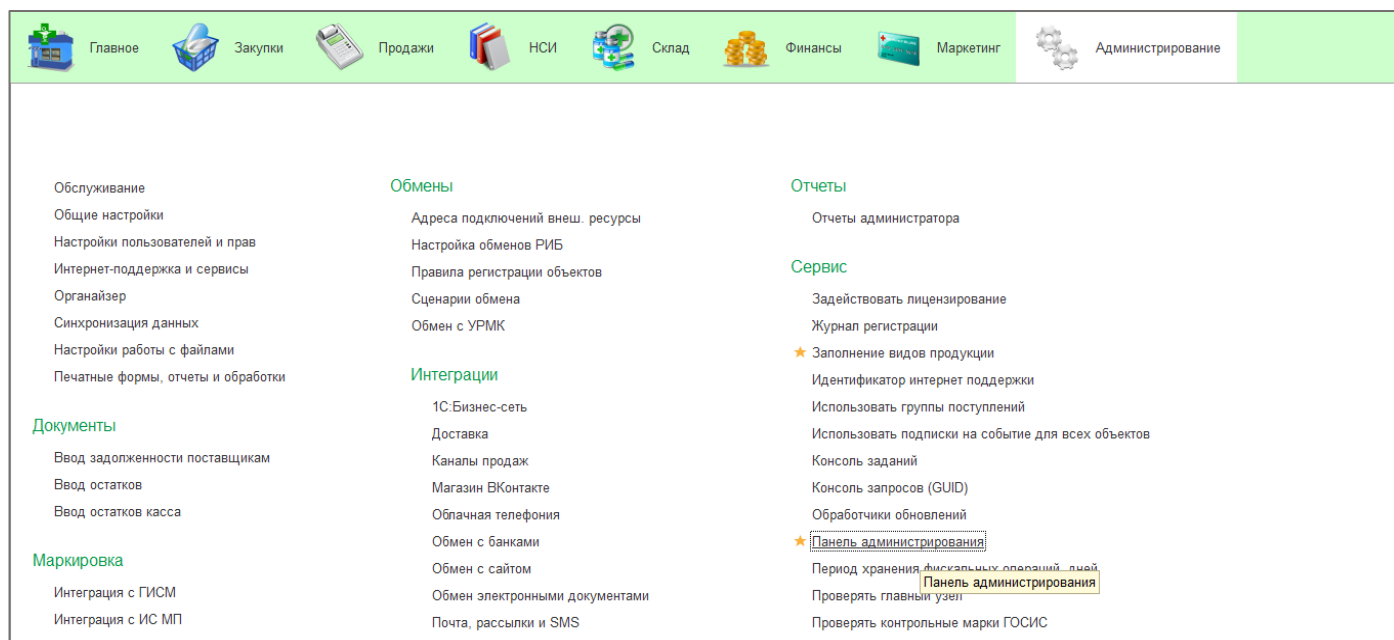 Главное
Закупки
Продажи
НСИ
Склад
Финансы
Маркетинг
Администрирование
Обслуживание
Общие настройки
Настройки пользователей и прав
Интернет-поддержка и сервисы
Органайзер
Синхронизация данных
Настройки работы с файлами
Печатные формы, отчеты и обработки
Документы
Ввод задолженности поставщикам
Ввод остатков
Ввод остатков касса
Маркировка
Интеграция с ГИСМ
Интеграция с ИС МП
Обмены
Адреса подключений внеш. ресурсы
Настройка обменов РИБ
Правила регистрации объектов
Сценарии обмена
Обмен с УРМК
Интеграции
1С:Бизнес-сеть
Доставка
Каналы продаж
Магазин ВКонтакте
Облачная телефония
Обмен с банками
Обмен с сайтом
Обмен электронными документами
Почта, рассылки и SMS
Отчеты
Отчеты администратора
Сервис
Задействовать лицензирование
Журнал регистрации
Заполнение видов продукции
Идентификатор интернет поддержки
Использовать группы поступлений
Использовать подписки на событие для всех объектов
Консоль заданий
Консоль запросов (GUID)
Обработчики обновлений
Панель администрирования
Период хранения фискальных операций, дней
Панель администрирования
Проверять главный узел
Проверять контрольные марки ГОСИС